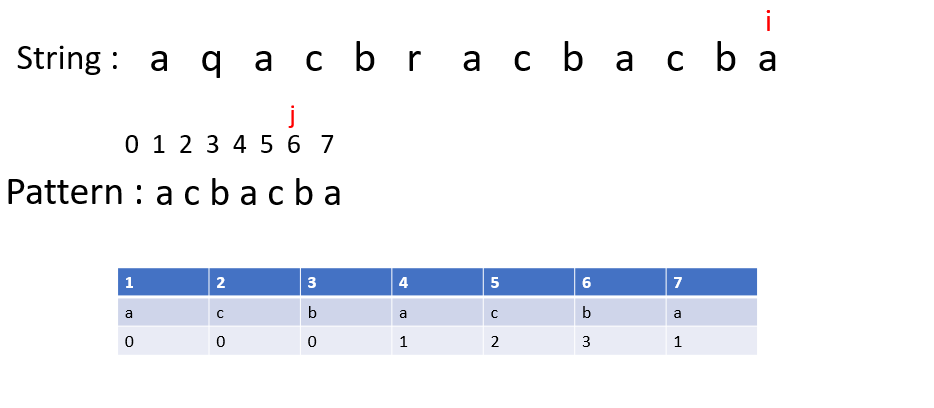 i
String : a q a c b r a c b a c b a
j
0 1 2 3 4 5 6 7
Pattern : a c b a c b a
1 2 3 4 5 6 7
a c b a c b a
0 0 0 1 2 3 1